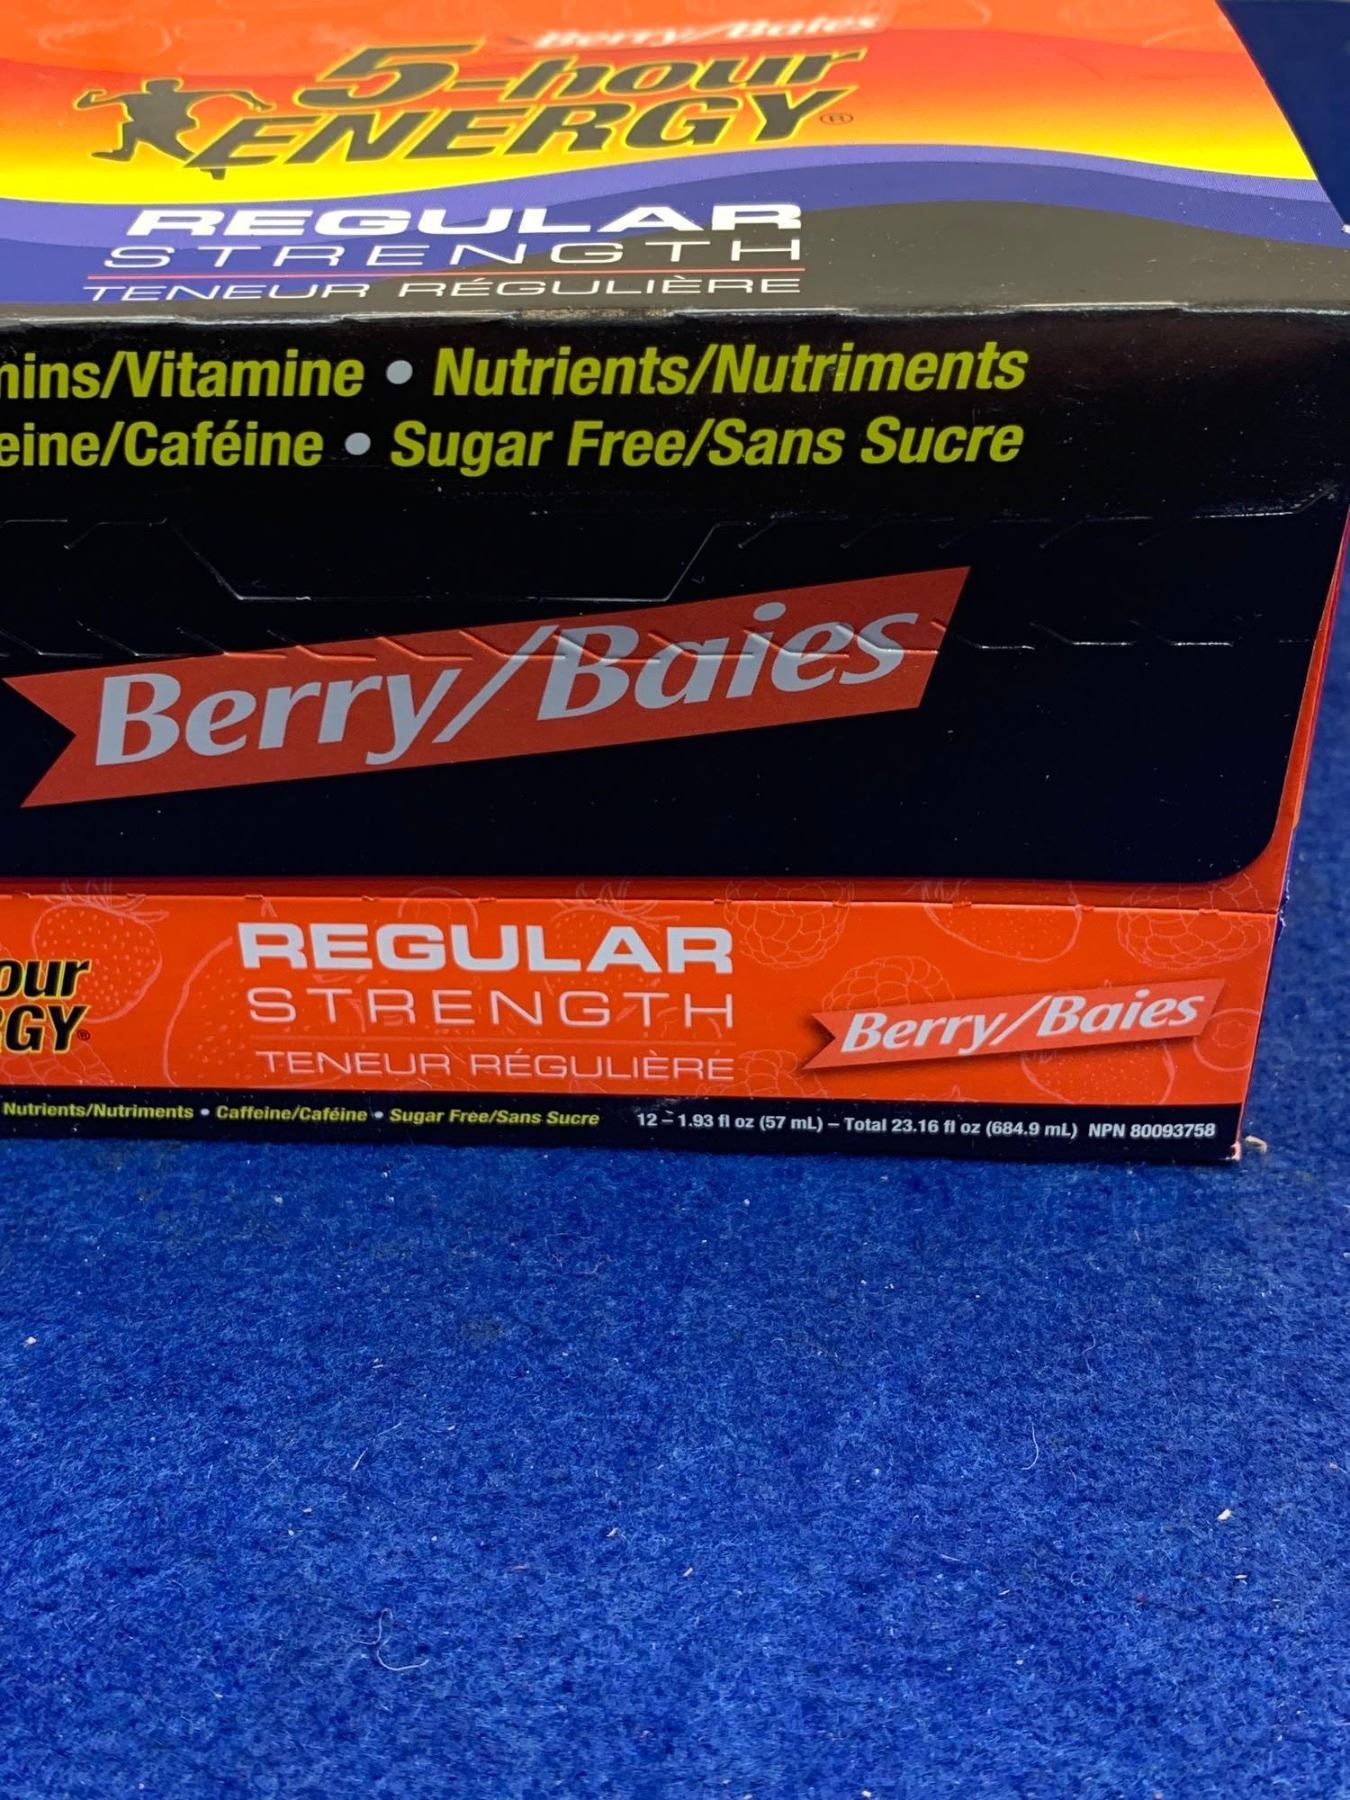 Berry/Baies
5-hour
ENERGY®
REGULAR
STRENGTH
TENEUR RÉGULIÈRE
mins/Vitamine • Nutrients/Nutriments
eine/Caféine • Sugar Free/Sans Sucre
Berry/Baies
our
RGY®
REGULAR
STRENGTH
TENEUR RÉGULIÈRE
Berry/Baies
Nutrients/Nutriments • Caffeine/Caféine • Sugar Free/Sans Sucre 12 – 1.93 fl oz (57 mL) – Total 23.16 fl oz (684.9 mL) NPN 80093758